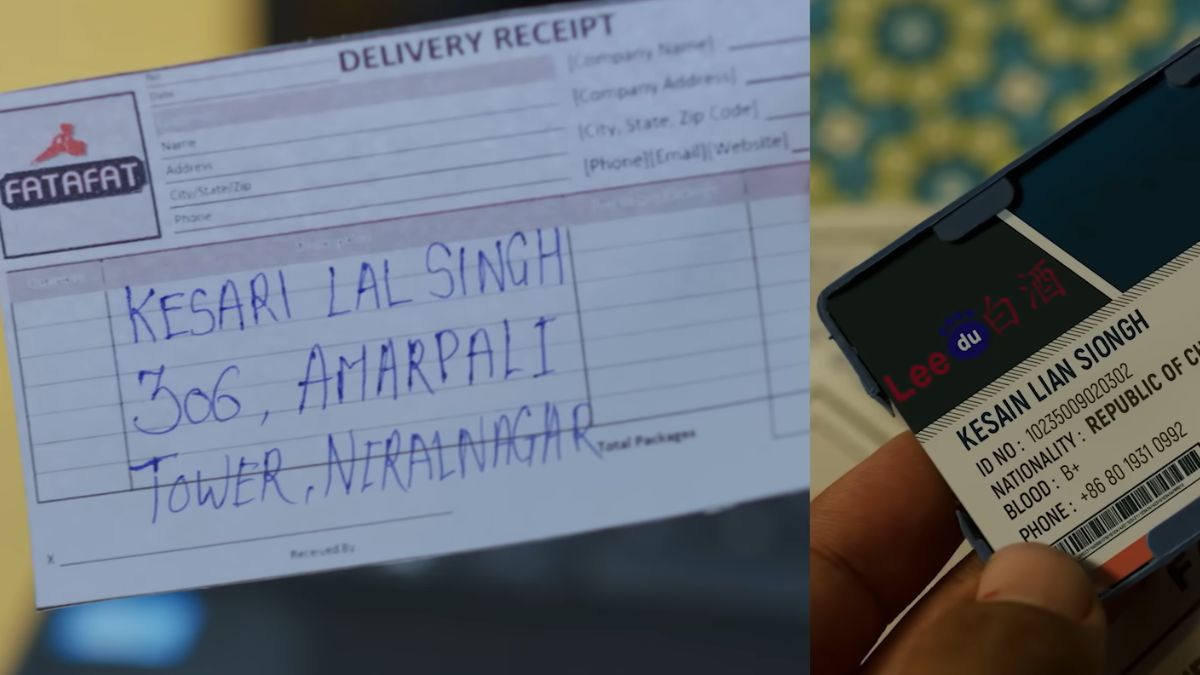 DELIVERY RECEIPT
[Company Name]
[Company Address]
[City, State, Zip Code]
[Phone][Email][Website]
Date
Name
Address
City/State/Zip
Phone
FATAFAT
KESARI LAL SINGH
306, AMARPALI
TOWER, NIRALNAGAR
Total Packages
X
Received By
Lee du 白酒
KESAIN LIAN SIONGH
ID NO : 10235009020302
NATIONALITY : REPUBLIC OF
BLOOD : B+
PHONE : +86 80 1931 0992